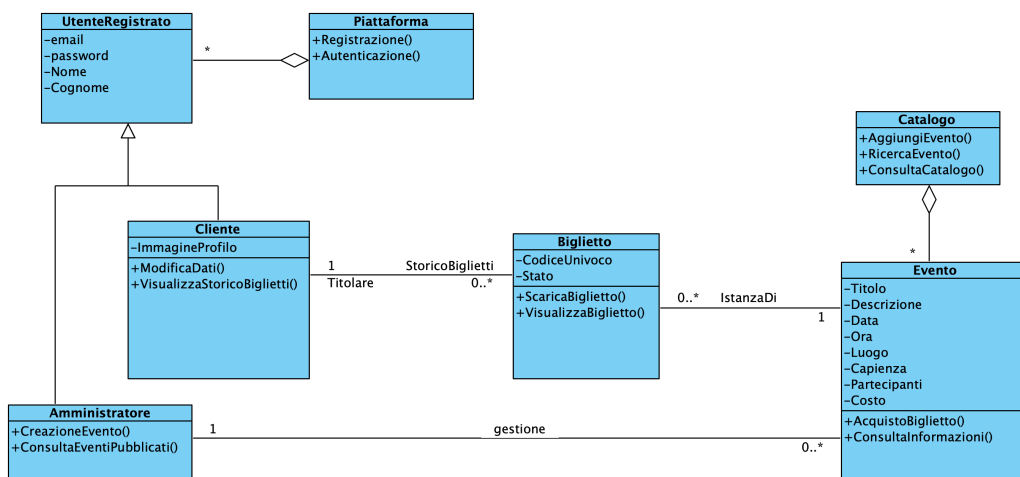 UtenteRegistrato
-email
-password
-Nome
-Cognome
*
Piattaforma
+Registrazione()
+Autenticazione()
Catalogo
+AggiungiEvento()
+RicercaEvento()
+ConsultaCatalogo()
*
Cliente
-ImmagineProfilo
+ModificaDati()
+VisualizzaStoricoBiglietti()
1
Titolare
StoricoBiglietti
0..*
Biglietto
-CodiceUnivoco
-Stato
+ScaricaBiglietto()
+VisualizzaBiglietto()
0..*
IstanzaDi
1
Evento
-Titolo
-Descrizione
-Data
-Ora
-Luogo
-Capienza
-Partecipanti
-Costo
+AcquistoBiglietto()
+ConsultaInformazioni()
Amministratore
+CreazioneEvento()
+ConsultaEventiPubblicati()
1
gestione
0..*